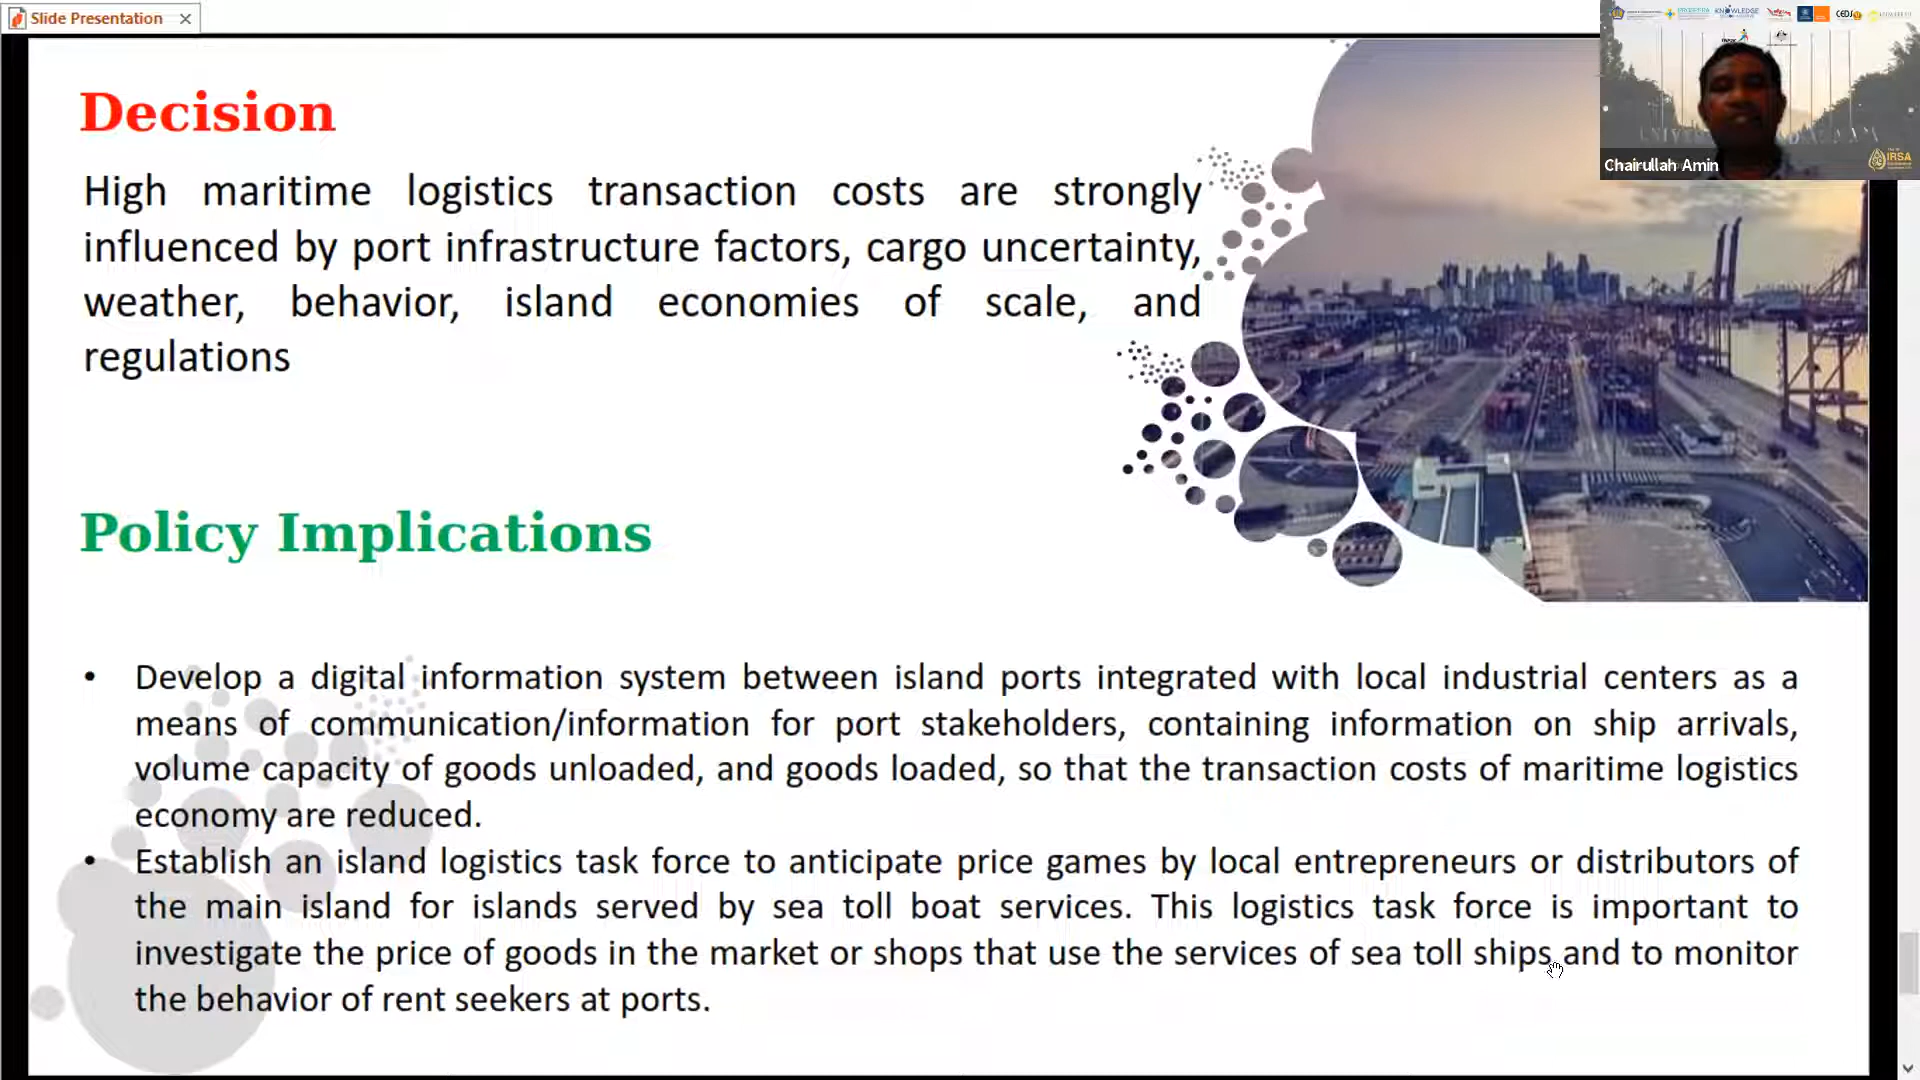 Slide Presentation
Decision
High maritime logistics transaction costs are strongly
influenced by port infrastructure factors, cargo uncertainty,
weather, behavior, island economies of scale, and
regulations
Policy Implications
• Develop a digital information system between island ports integrated with local industrial centers as a
means of communication/information for port stakeholders, containing information on ship arrivals,
volume capacity of goods unloaded, and goods loaded, so that the transaction costs of maritime logistics
economy are reduced.
• Establish an island logistics task force to anticipate price games by local entrepreneurs or distributors of
the main island for islands served by sea toll boat services. This logistics task force is important to
investigate the price of goods in the market or shops that use the services of sea toll ships and to monitor
the behavior of rent seekers at ports.
KNOWLEDGE
Chairullah Amin
IRSA